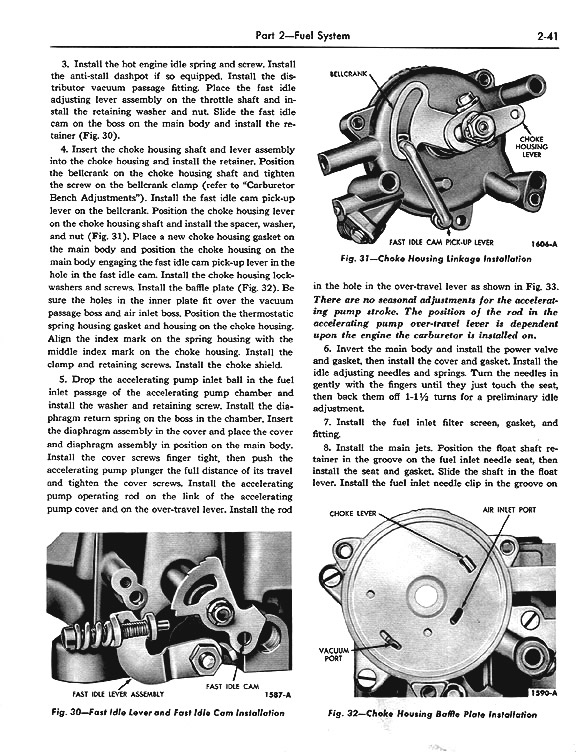 Part 2—Fuel System
2-41
3. Install the hot engine idle spring and screw. Install
the anti-stall dashpot if so equipped. Install the dis-
tributor vacuum passage fitting. Place the fast idle
adjusting lever assembly on the throttle shaft and in-
stall the retaining washer and nut. Slide the fast idle
cam on the boss on the main body and install the re-
tainer (Fig. 30).
4. Insert the choke housing shaft and lever assembly
into the choke housing and install the retainer. Position
the bellcrank on the choke housing shaft and tighten
the screw on the bellcrank clamp (refer to "Carburetor
Bench Adjustments"). Install the fast idle cam pick-up
lever on the bellcrank. Position the choke housing lever
on the choke housing shaft and install the spacer, washer,
and nut (Fig. 31). Place a new choke housing gasket on
the main body and position the choke housing on the
main body engaging the fast idle cam pick-up lever in the
hole in the fast idle cam. Install the choke housing lock-
washers and screws. Install the baffle plate (Fig. 32). Be
sure the holes in the inner plate fit over the vacuum
passage boss and air inlet boss. Position the thermostatic
spring housing gasket and housing on the choke housing.
Align the index mark on the spring housing with the
middle index mark on the choke housing. Install the
clamp and retaining screws. Install the choke shield.
5. Drop the accelerating pump inlet ball in the fuel
inlet passage of the accelerating pump chamber and
install the washer and retaining screw. Install the dia-
phragm return spring on the boss in the chamber. Insert
the diaphragm assembly in the cover and place the cover
and diaphragm assembly in position on the main body.
Install the cover screws finger tight, then push the
accelerating pump plunger the full distance of its travel
and tighten the cover screws. Install the accelerating
pump operating rod on the link of the accelerating
pump cover and on the over-travel lever. Install the rod
FAST IDLE LEVER ASSEMBLY
FAST IDLE CAM
1587-A
Fig. 30—Fast Idle Lever and Fast Idle Cam Installation
BELLCRANK
CHOKE
HOUSING
LEVER
FAST IDLE CAM PICK-UP LEVER
1606-A
Fig. 31—Choke Housing Linkage Installation
in the hole in the over-travel lever as shown in Fig. 33.
There are no seasonal adjustments for the accelerat-
ing pump stroke. The position of the rod in the
accelerating pump over-travel lever is dependent
upon the engine the carburetor is installed on.
6. Invert the main body and install the power valve
and gasket, then install the cover and gasket. Install the
idle adjusting needles and springs. Turn the needles in
gently with the fingers until they just touch the seat,
then back them off 1-1½ turns for a preliminary idle
adjustment.
7. Install the fuel inlet filter screen, gasket, and
fitting.
8. Install the main jets. Position the float shaft re-
tainer in the groove on the fuel inlet needle seat, then
install the seat and gasket. Slide the shaft in the float
lever. Install the fuel inlet needle clip in the groove on
CHOKE LEVER
AIR INLET PORT
VACUUM
PORT
1590-A
Fig. 32—Choke Housing Baffle Plate Installation